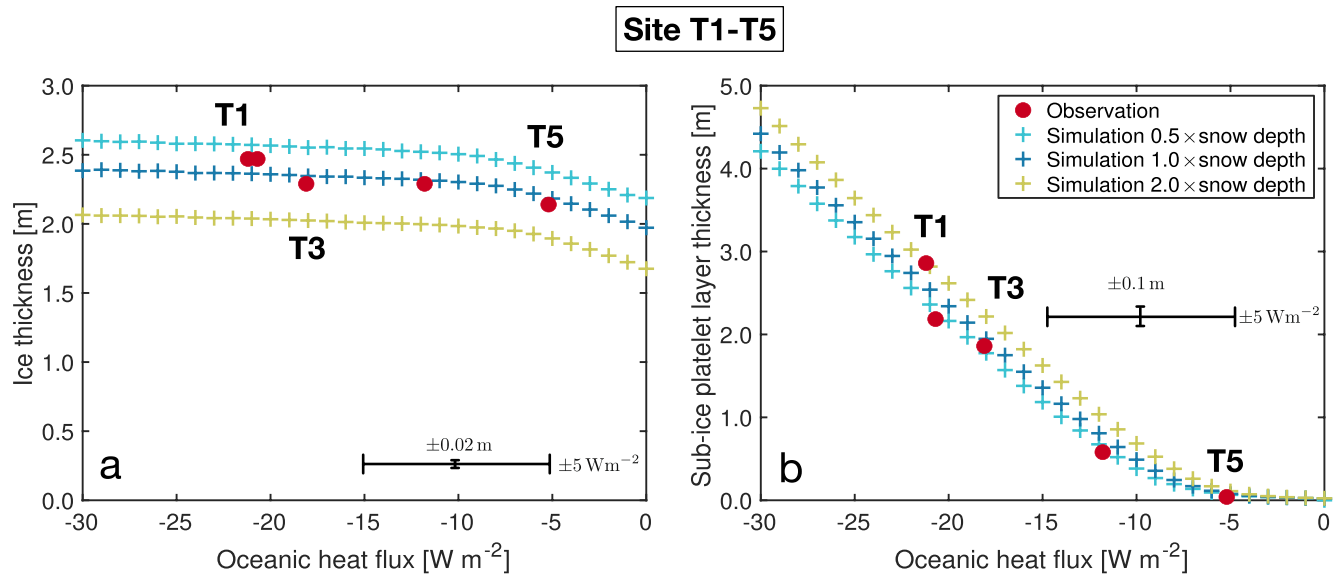 Site T1-T5
3.0
2.5
2.0
1.5
1.0
0.5
0.0
Ice thickness [m]
T1
T5
T3
a
±0.02 m
±5 Wm−2
-30 -25 -20 -15 -10 -5 0
Oceanic heat flux [W m-2]
5.0
4.0
3.0
2.0
1.0
0.0
Sub-ice platelet layer thickness [m]
Observation
Simulation 0.5×snow depth
Simulation 1.0×snow depth
Simulation 2.0×snow depth
T1
T3
±0.1 m
±5 Wm−2
T5
b
-30 -25 -20 -15 -10 -5 0
Oceanic heat flux [W m-2]